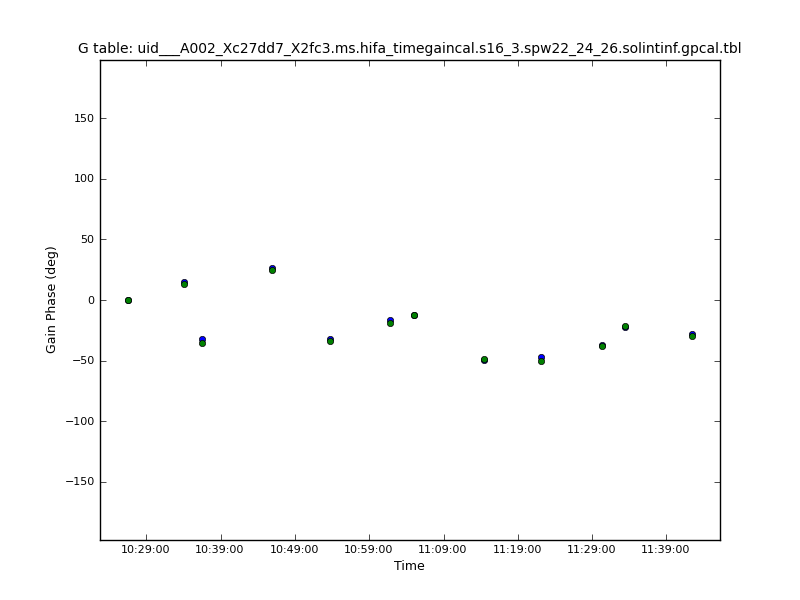 G table: uid___A002_Xc27dd7_X2fc3.ms.hifa_timegaincal.s16_3.spw22_24_26.solintinf.gpcal.tbl
150
100
50
0
−50
−100
−150
Gain Phase (deg)
10:29:00 10:39:00 10:49:00 10:59:00 11:09:00 11:19:00 11:29:00 11:39:00
Time